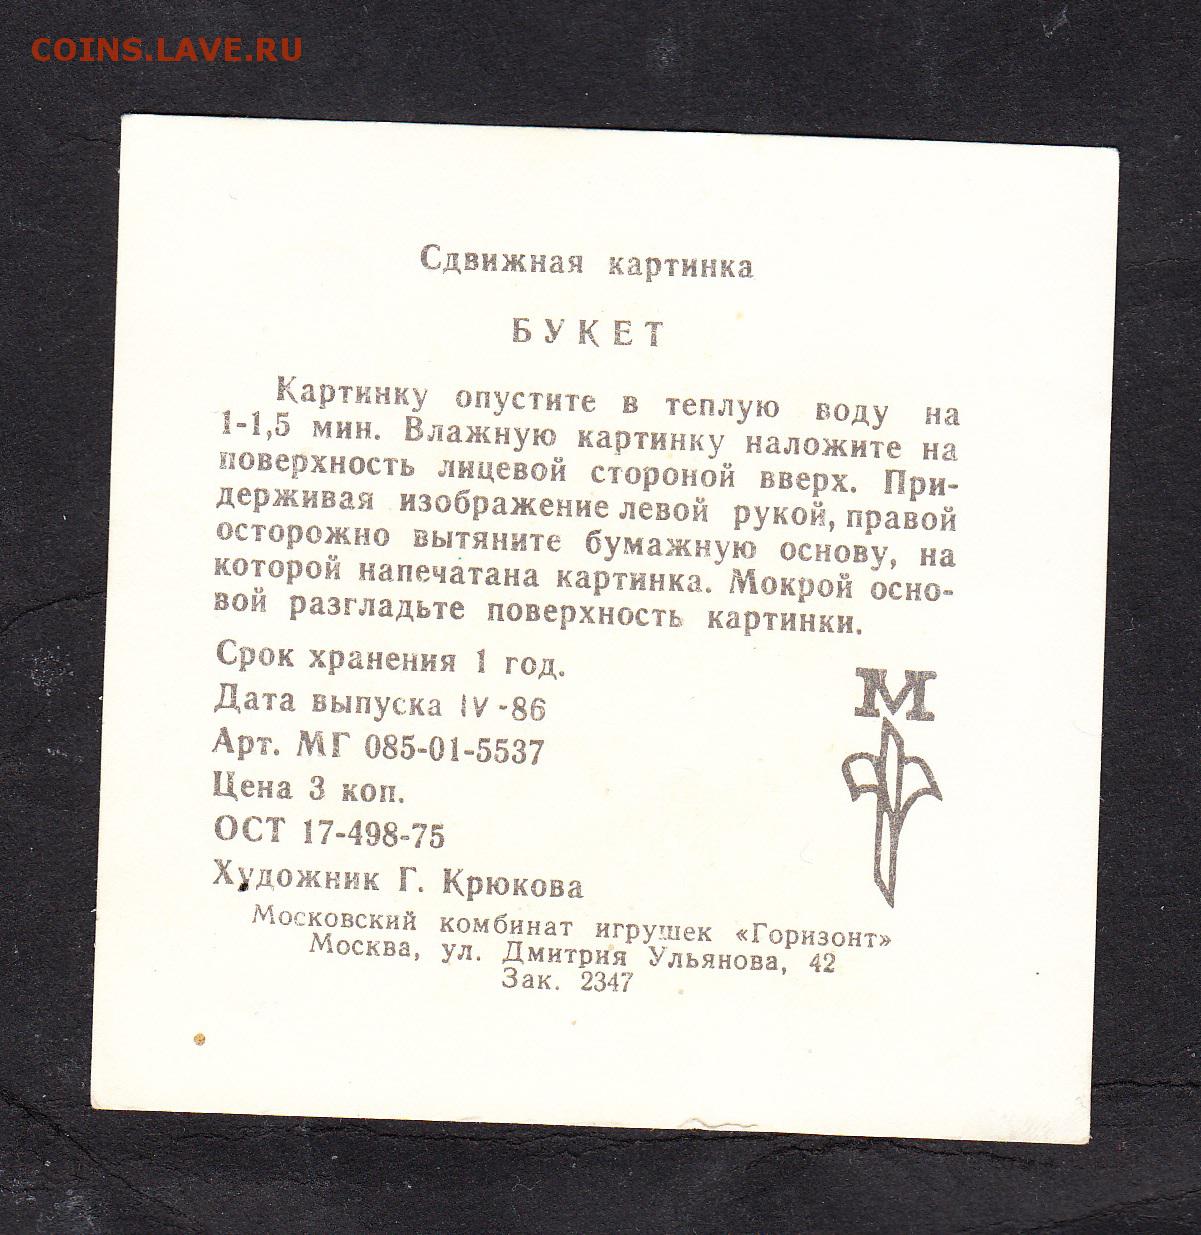 COINS.LAVE.RU
Сдвижная картинка
БУКЕТ
Картинку опустите в теплую воду на
1-1,5 мин. Влажную картинку наложите на
поверхность лицевой стороной вверх. При-
держивая изображение левой рукой, правой
осторожно вытяните бумажную основу, на
которой напечатана картинка. Мокрой осно-
вой разгладьте поверхность картинки.
Срок хранения 1 год.
Дата выпуска IV-86
Арт. МГ 085-01-5537
Цена 3 коп.
ОСТ 17-498-75
Художник Г. Крюкова
М
Московский комбинат игрушек «Горизонт»
Москва, ул. Дмитрия Ульянова, 42
Зак. 2347